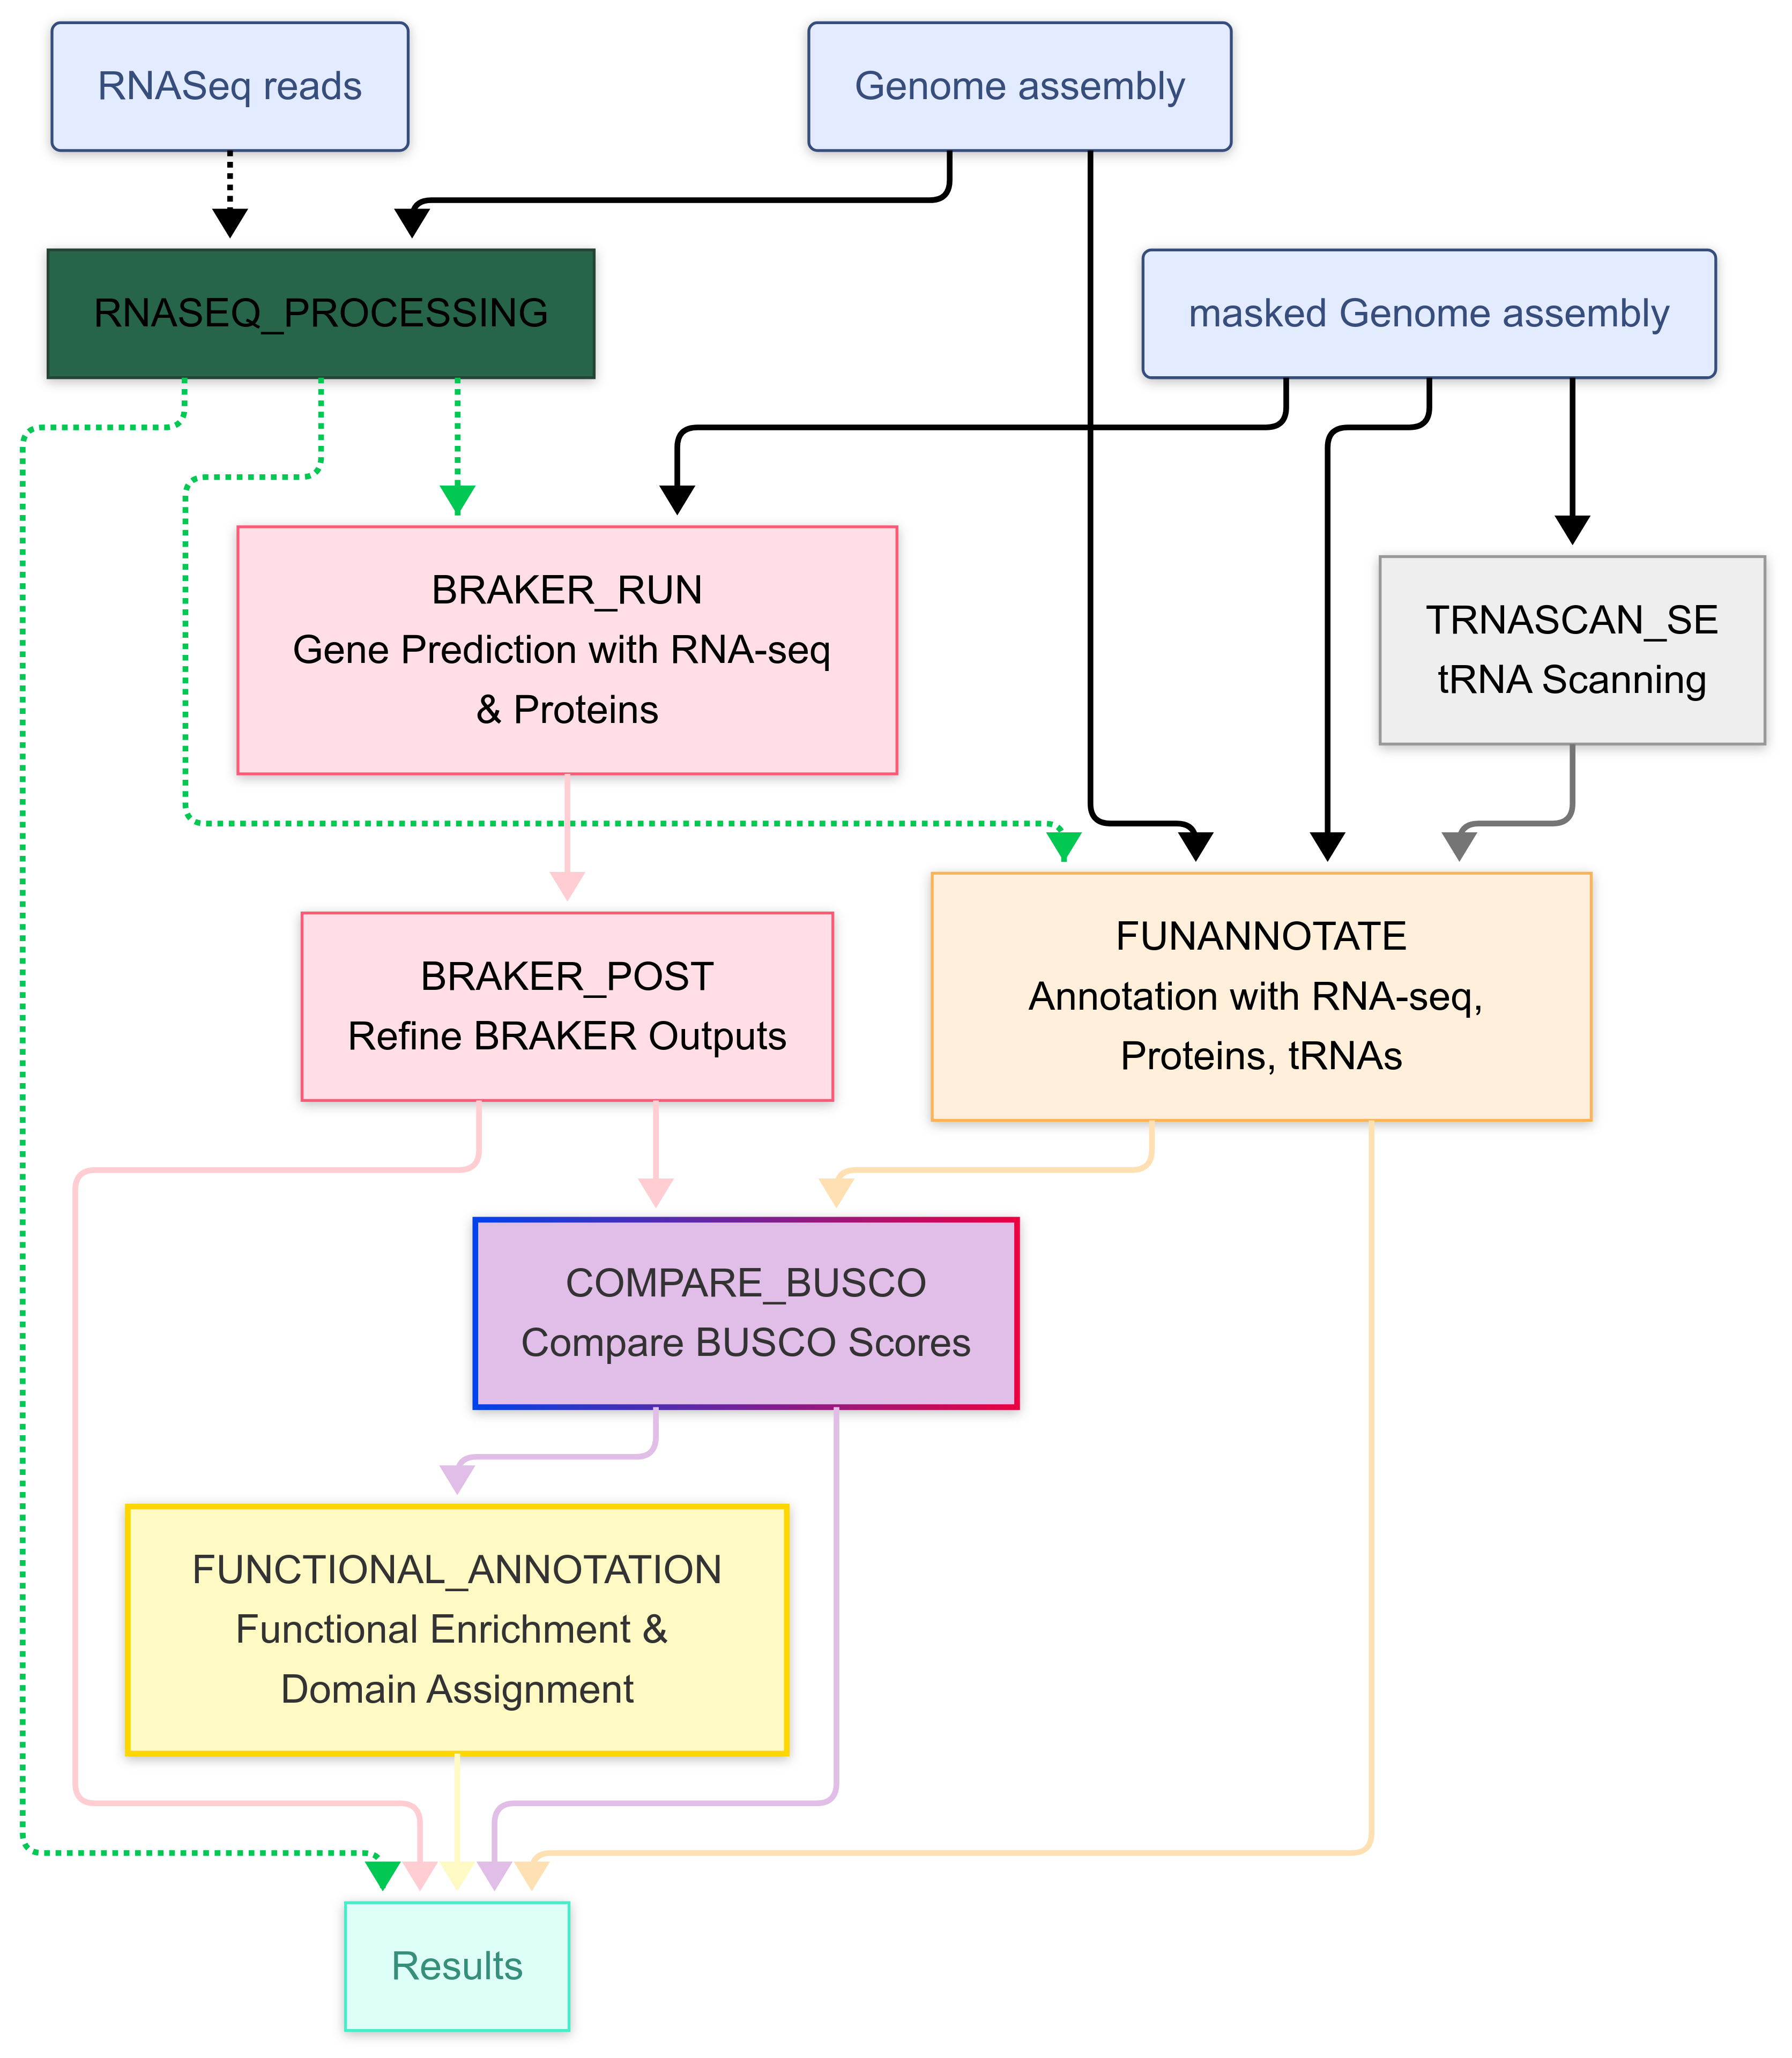 RNASeq reads
Genome assembly
RNASEQ_PROCESSING
masked Genome assembly
BRAKER_RUN
Gene Prediction with RNA-seq
& Proteins
TRNASCAN_SE
tRNA Scanning
BRAKER_POST
Refine BRAKER Outputs
FUNANNOTATE
Annotation with RNA-seq,
Proteins, tRNAs
COMPARE_BUSCO
Compare BUSCO Scores
FUNCTIONAL_ANNOTATION
Functional Enrichment &
Domain Assignment
Results